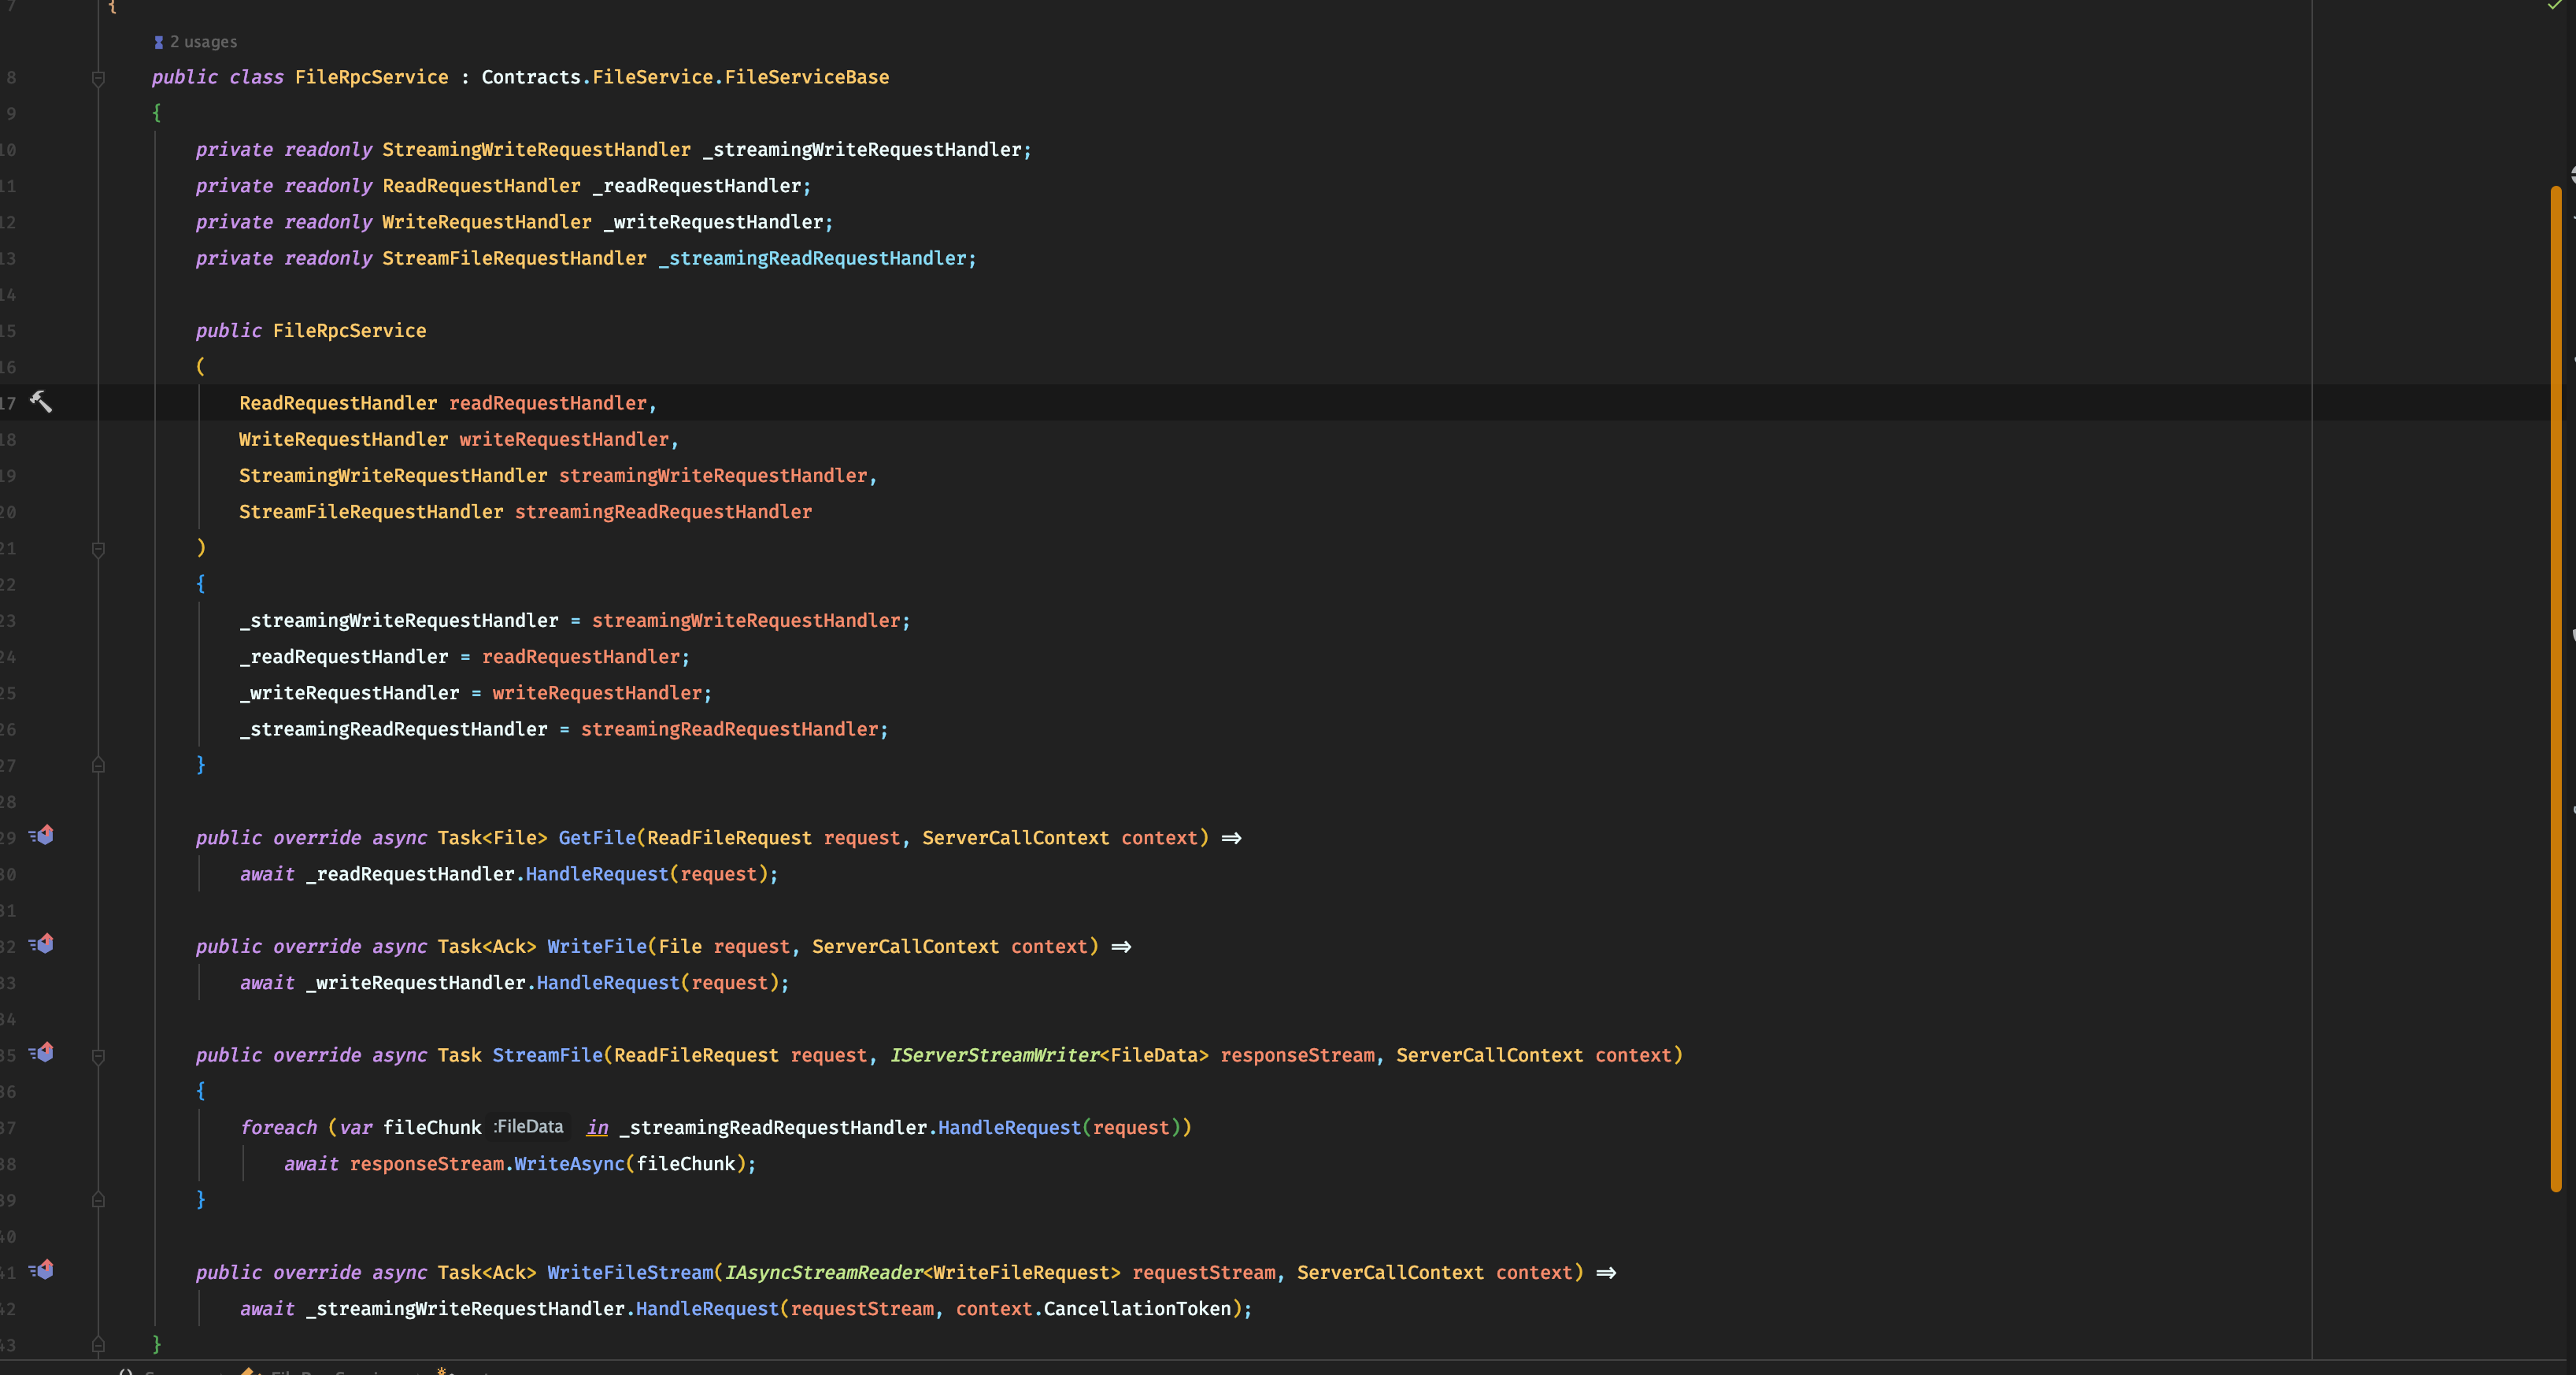 7 {
2 usages
8 public class FileRpcService : Contracts.FileService.FileServiceBase
9 {
10 private readonly StreamingWriteRequestHandler _streamingWriteRequestHandler;
11 private readonly ReadRequestHandler _readRequestHandler;
12 private readonly WriteRequestHandler _writeRequestHandler;
13 private readonly StreamFileRequestHandler _streamingReadRequestHandler;
14
15 public FileRpcService
16 (
17 ReadRequestHandler readRequestHandler,
18 WriteRequestHandler writeRequestHandler,
19 StreamingWriteRequestHandler streamingWriteRequestHandler,
20 StreamFileRequestHandler streamingReadRequestHandler
21 )
22 {
23 _streamingWriteRequestHandler = streamingWriteRequestHandler;
24 _readRequestHandler = readRequestHandler;
25 _writeRequestHandler = writeRequestHandler;
26 _streamingReadRequestHandler = streamingReadRequestHandler;
27 }
28
29 public override async Task<File> GetFile(ReadFileRequest request, ServerCallContext context) =>
30 await _readRequestHandler.HandleRequest(request);
31
32 public override async Task<Ack> WriteFile(File request, ServerCallContext context) =>
33 await _writeRequestHandler.HandleRequest(request);
34
35 public override async Task StreamFile(ReadFileRequest request, IServerStreamWriter<FileData> responseStream, ServerCallContext context)
36 {
37 foreach (var fileChunk :FileData in _streamingReadRequestHandler.HandleRequest(request))
38 await responseStream.WriteAsync(fileChunk);
39 }
40
41 public override async Task<Ack> WriteFileStream(IAsyncStreamReader<WriteFileRequest> requestStream, ServerCallContext context) =>
42 await _streamingWriteRequestHandler.HandleRequest(requestStream, context.CancellationToken);
43 }